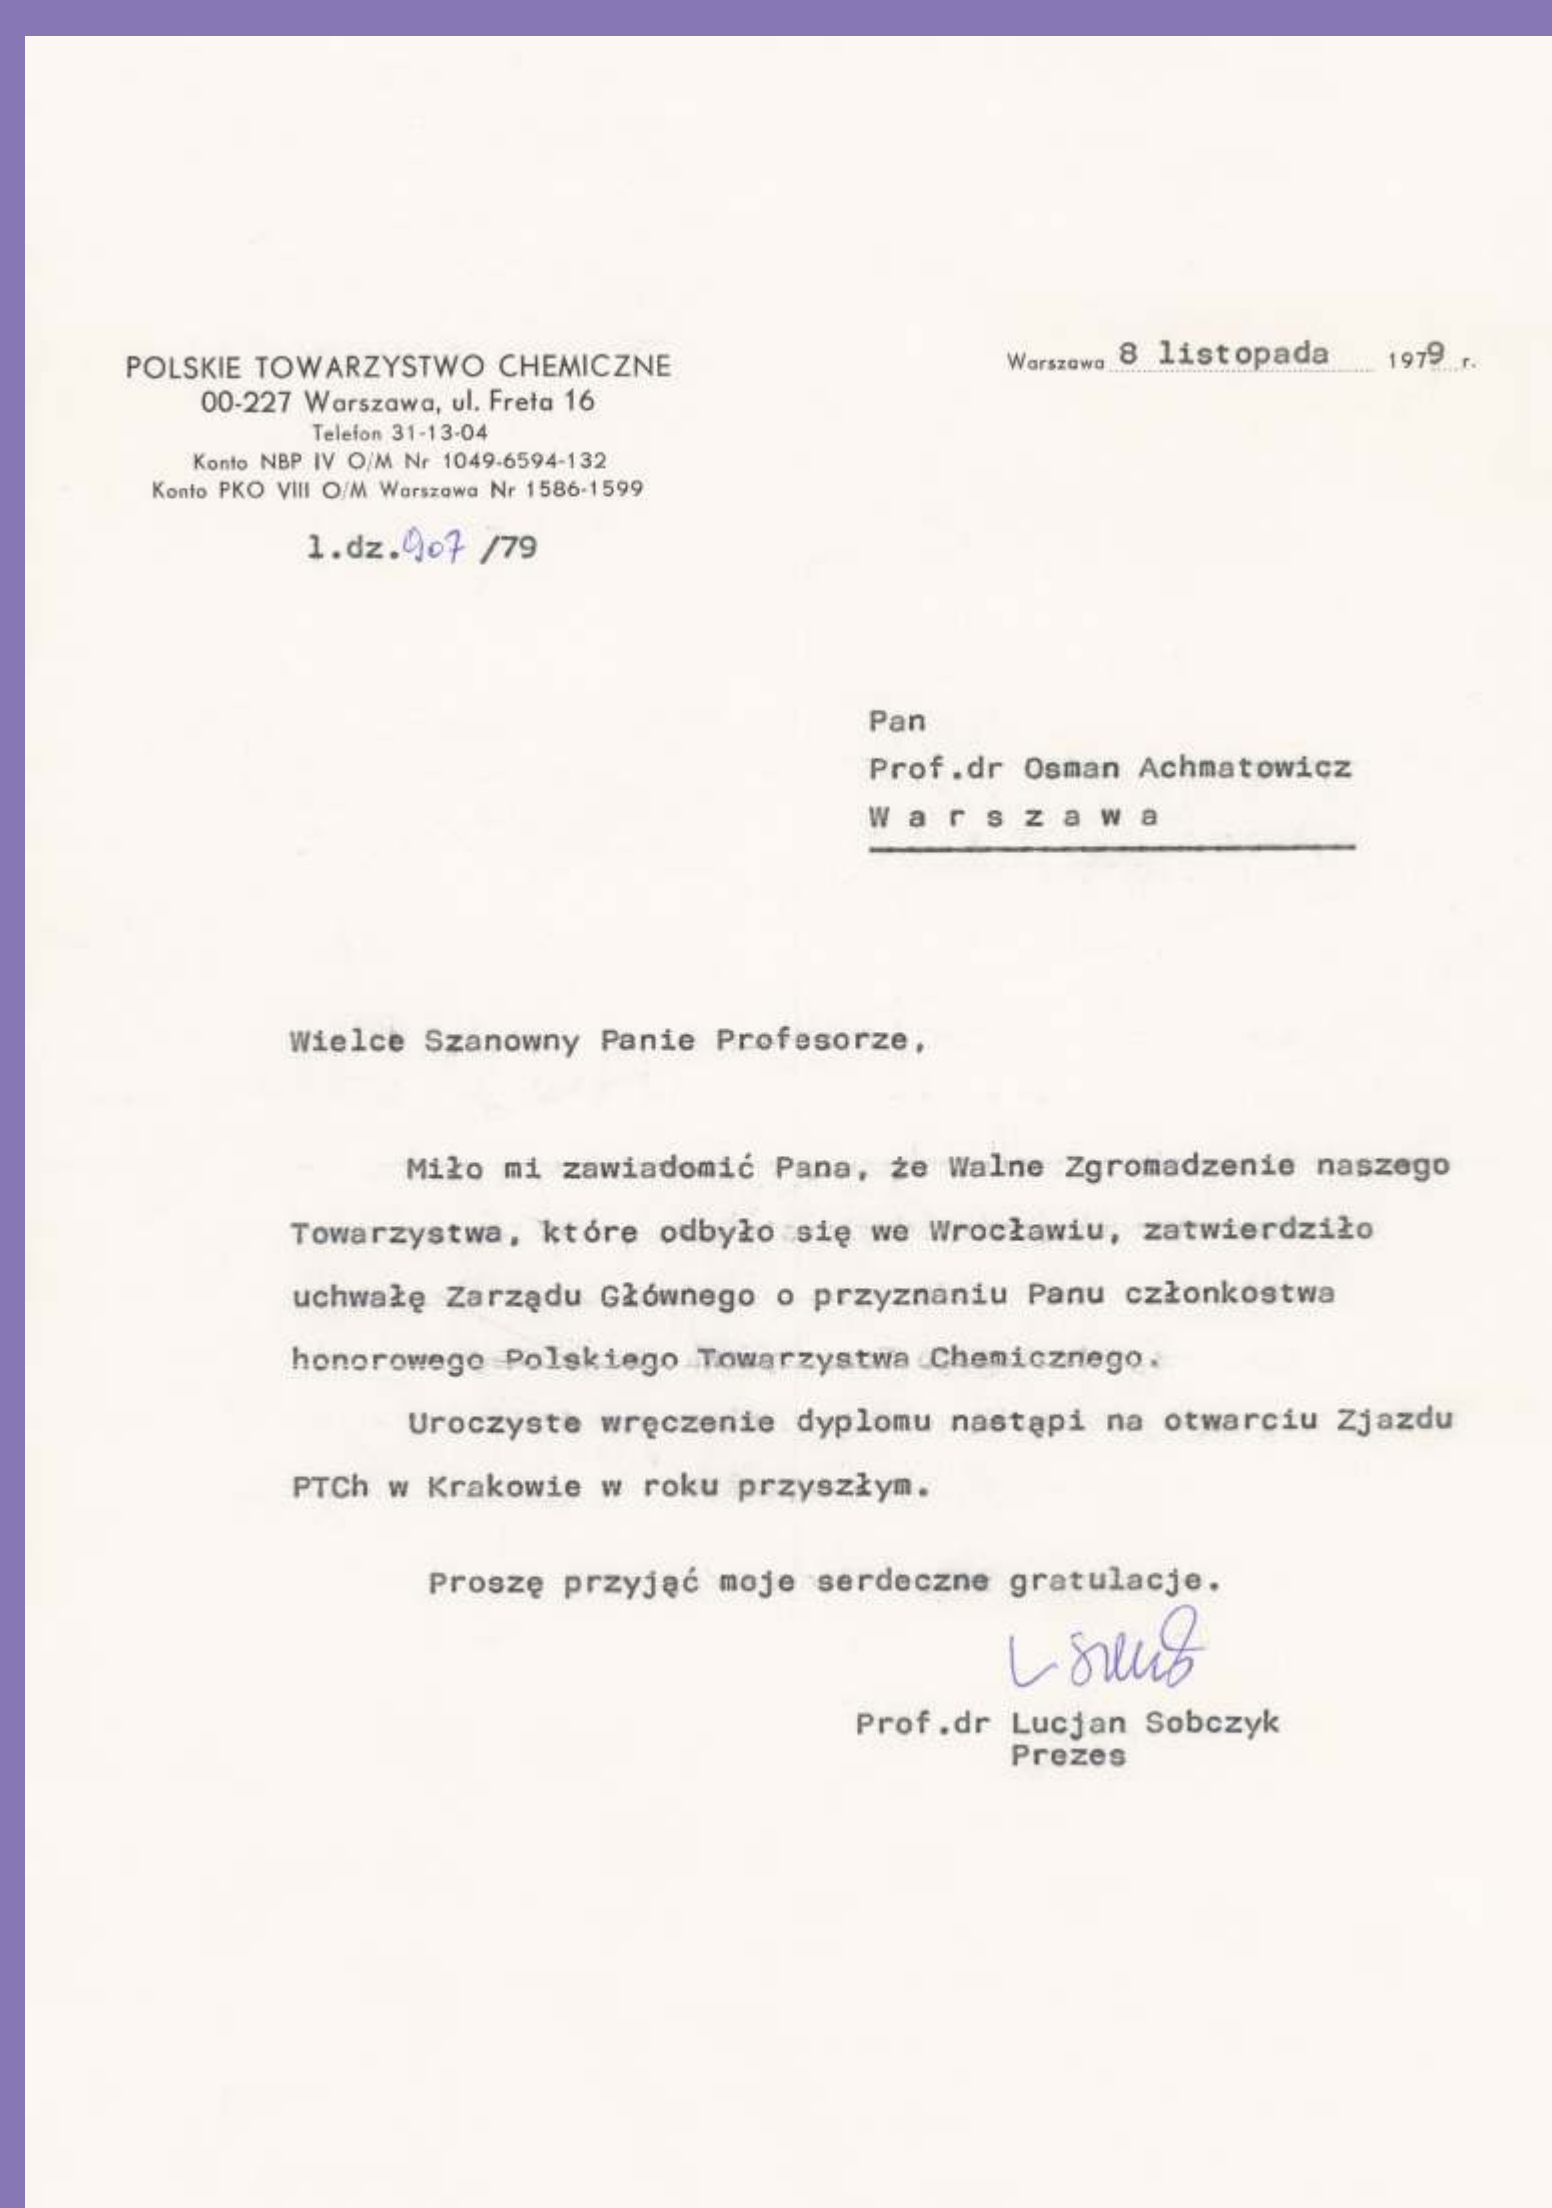 POLSKIE TOWARZYSTWO CHEMICZNE
00-227 Warszawa, ul. Freta 16
Telefon 31-13-04
Konto NBP IV O/M Nr 1049-6594-132
Konto PKO VIII O/M Warszawa Nr 1586-1599
l.dz.907 /79
Warszawa 8 listopada 1979 r.
Pan
Prof.dr Osman Achmatowicz
W a r s z a w a
Wielce Szanowny Panie Profesorze,
Miło mi zawiadomić Pana, że Walne Zgromadzenie naszego
Towarzystwa, które odbyło się we Wrocławiu, zatwierdziło
uchwałę Zarządu Głównego o przyznaniu Panu członkostwa
honorowego Polskiego Towarzystwa Chemicznego.
Uroczyste wręczenie dyplomu nastąpi na otwarciu Zjazdu
PTCh w Krakowie w roku przyszłym.
Proszę przyjąć moje serdeczne gratulacje.
Prof.dr Lucjan Sobczyk
Prezes